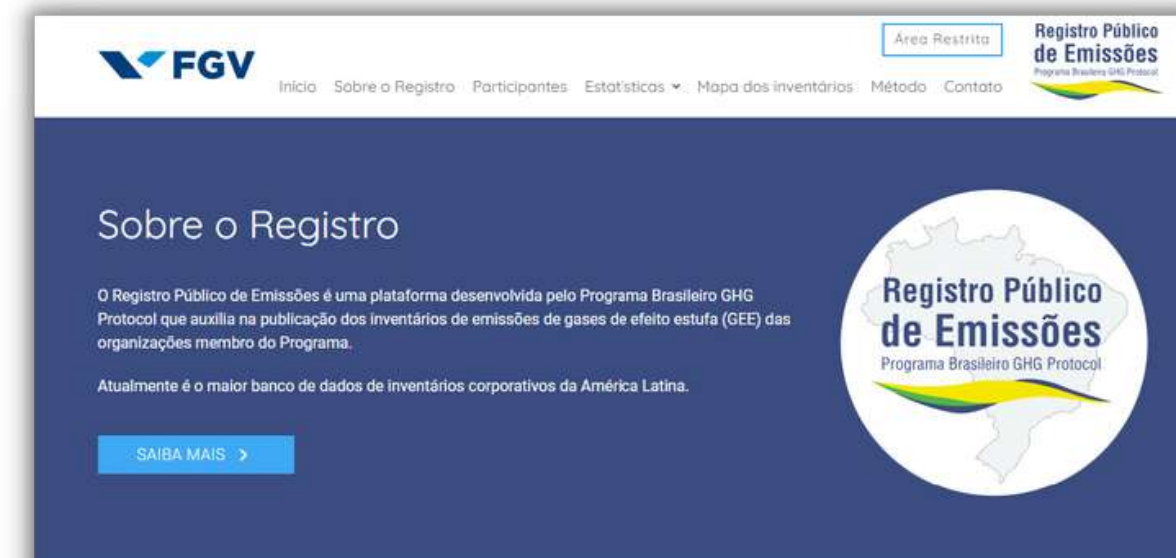 FGV
Área Restrita
Registro Público
de Emissões
Programa Brasileiro GHG Protocol
Início Sobre o Registro Participantes Estatísticas Mapa dos inventários Método Contato
Sobre o Registro
O Registro Público de Emissões é uma plataforma desenvolvida pelo Programa Brasileiro GHG
Protocol que auxilia na publicação dos inventários de emissões de gases de efeito estufa (GEE) das
organizações membro do Programa.
Atualmente é o maior banco de dados de inventários corporativos da América Latina.
SAIBA MAIS
Registro Público
de Emissões
Programa Brasileiro GHG Protocol